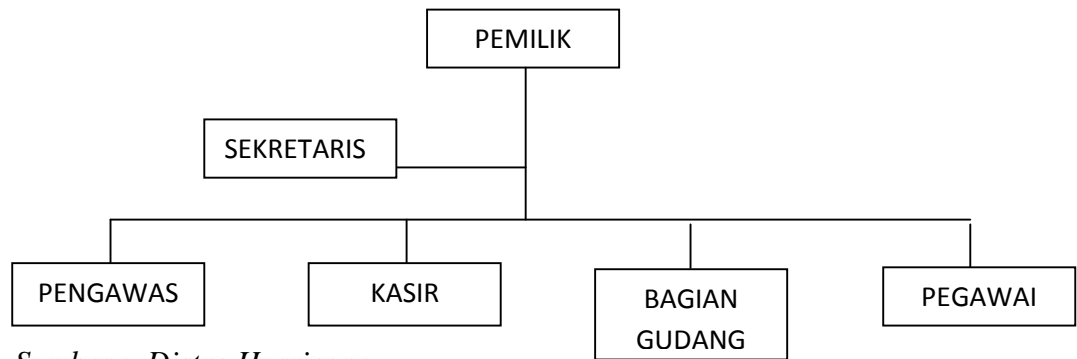 PEMILIK
SEKRETARIS
PENGAWAS
KASIR
BAGIAN
GUDANG
PEGAWAI